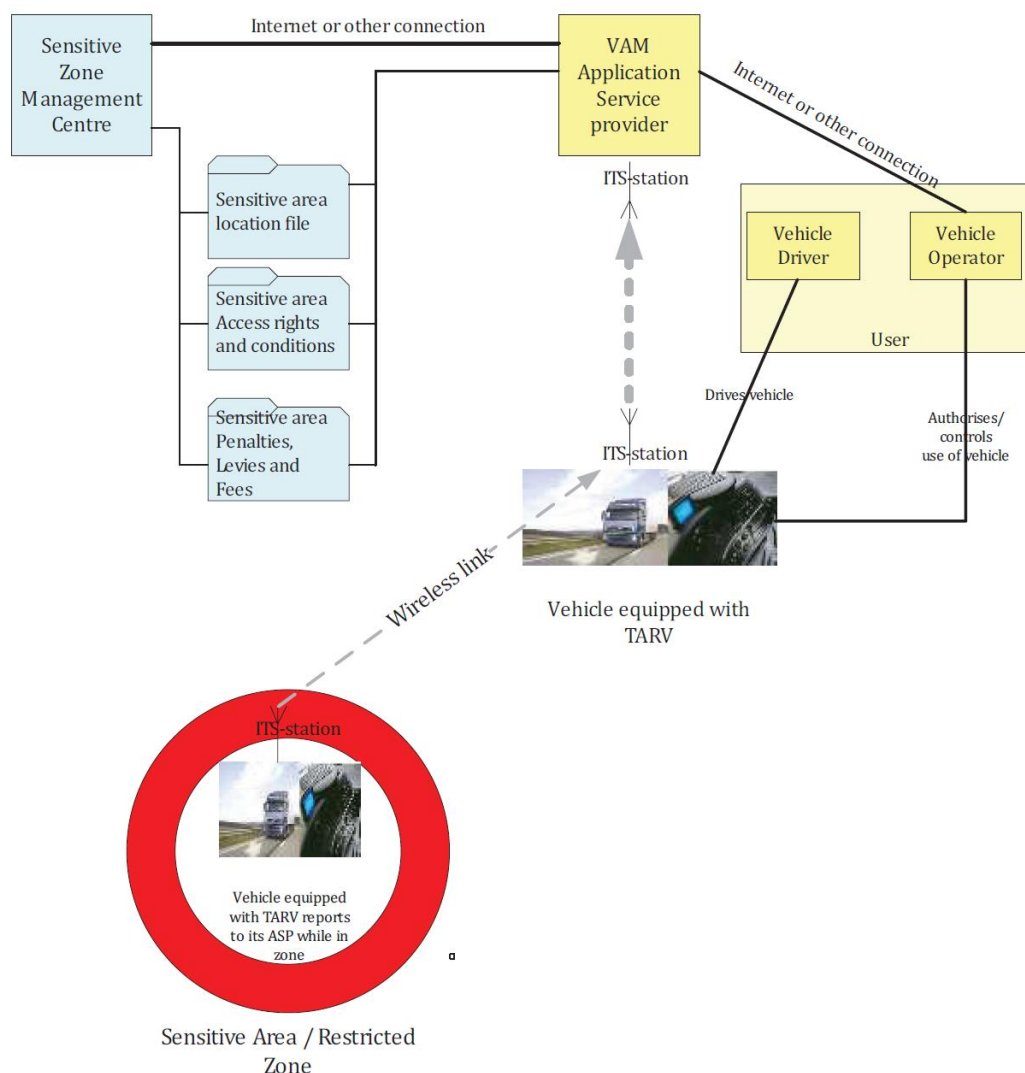 Internet or other connection
Sensitive
Zone
Management
Centre
VAM
Application
Service
provider
Internet or other connection
Sensitive area
location file
Sensitive area
Access rights
and conditions
Sensitive area
Penalties,
Levies and
Fees
ITS-station
Vehicle
Driver
Vehicle
Operator
User
Drives vehicle
Authorises/
controls
use of vehicle
ITS-station
Wireless link
Vehicle equipped with
TARV
ITS-station
Vehicle equipped
with TARV reports
to its ASP while in
zone
a
Sensitive Area / Restricted
Zone